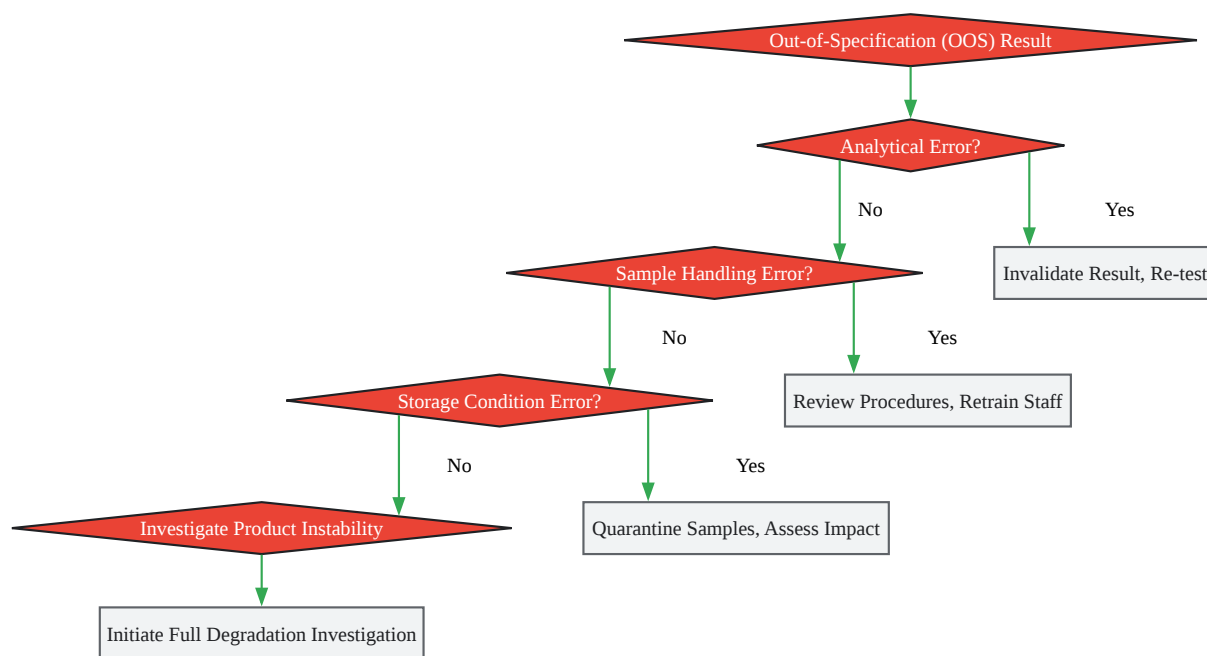 Out-of-Specification (OOS) Result
Analytical Error?
No
Yes
Sample Handling Error?
Invalidate Result, Re-test
No
Yes
Storage Condition Error?
Review Procedures, Retrain Staff
No
Yes
Investigate Product Instability
Quarantine Samples, Assess Impact
Initiate Full Degradation Investigation